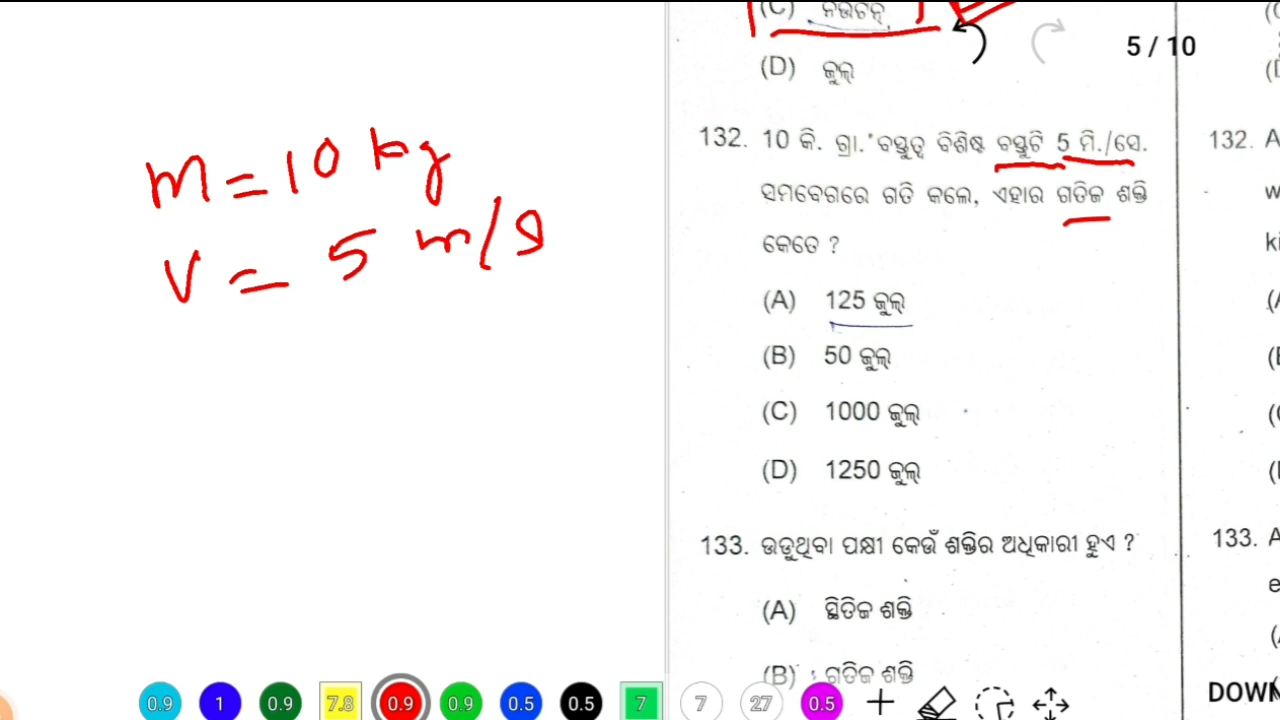 (C) ନିଉଟନ୍
(D) ଜୁଲ୍
5 / 10
m = 10 kg
v = 5 m/s
132. 10 କି. ଗ୍ରା. ବସ୍ତୁତ୍ୱ ବିଶିଷ୍ଟ ବସ୍ତୁଟି 5 ମି./ସେ.
ସମବେଗରେ ଗତି କଲେ, ଏହାର ଗତିଜ ଶକ୍ତି
କେତେ ?
(A) 125 ଜୁଲ୍
(B) 50 ଜୁଲ୍
(C) 1000 ଜୁଲ୍
(D) 1250 ଜୁଲ୍
133. ଉଡୁଥିବା ପକ୍ଷୀ କେଉଁ ଶକ୍ତିର ଅଧିକାରୀ ହୁଏ ?
(A) ସ୍ଥିତିଜ ଶକ୍ତି
(B) ଗତିଜ ଶକ୍ତି
132. A
w
ki
133. A
e
0.9 1 0.9 7.8 0.9 0.9 0.5 0.5 7 7 27 0.5
DOWN